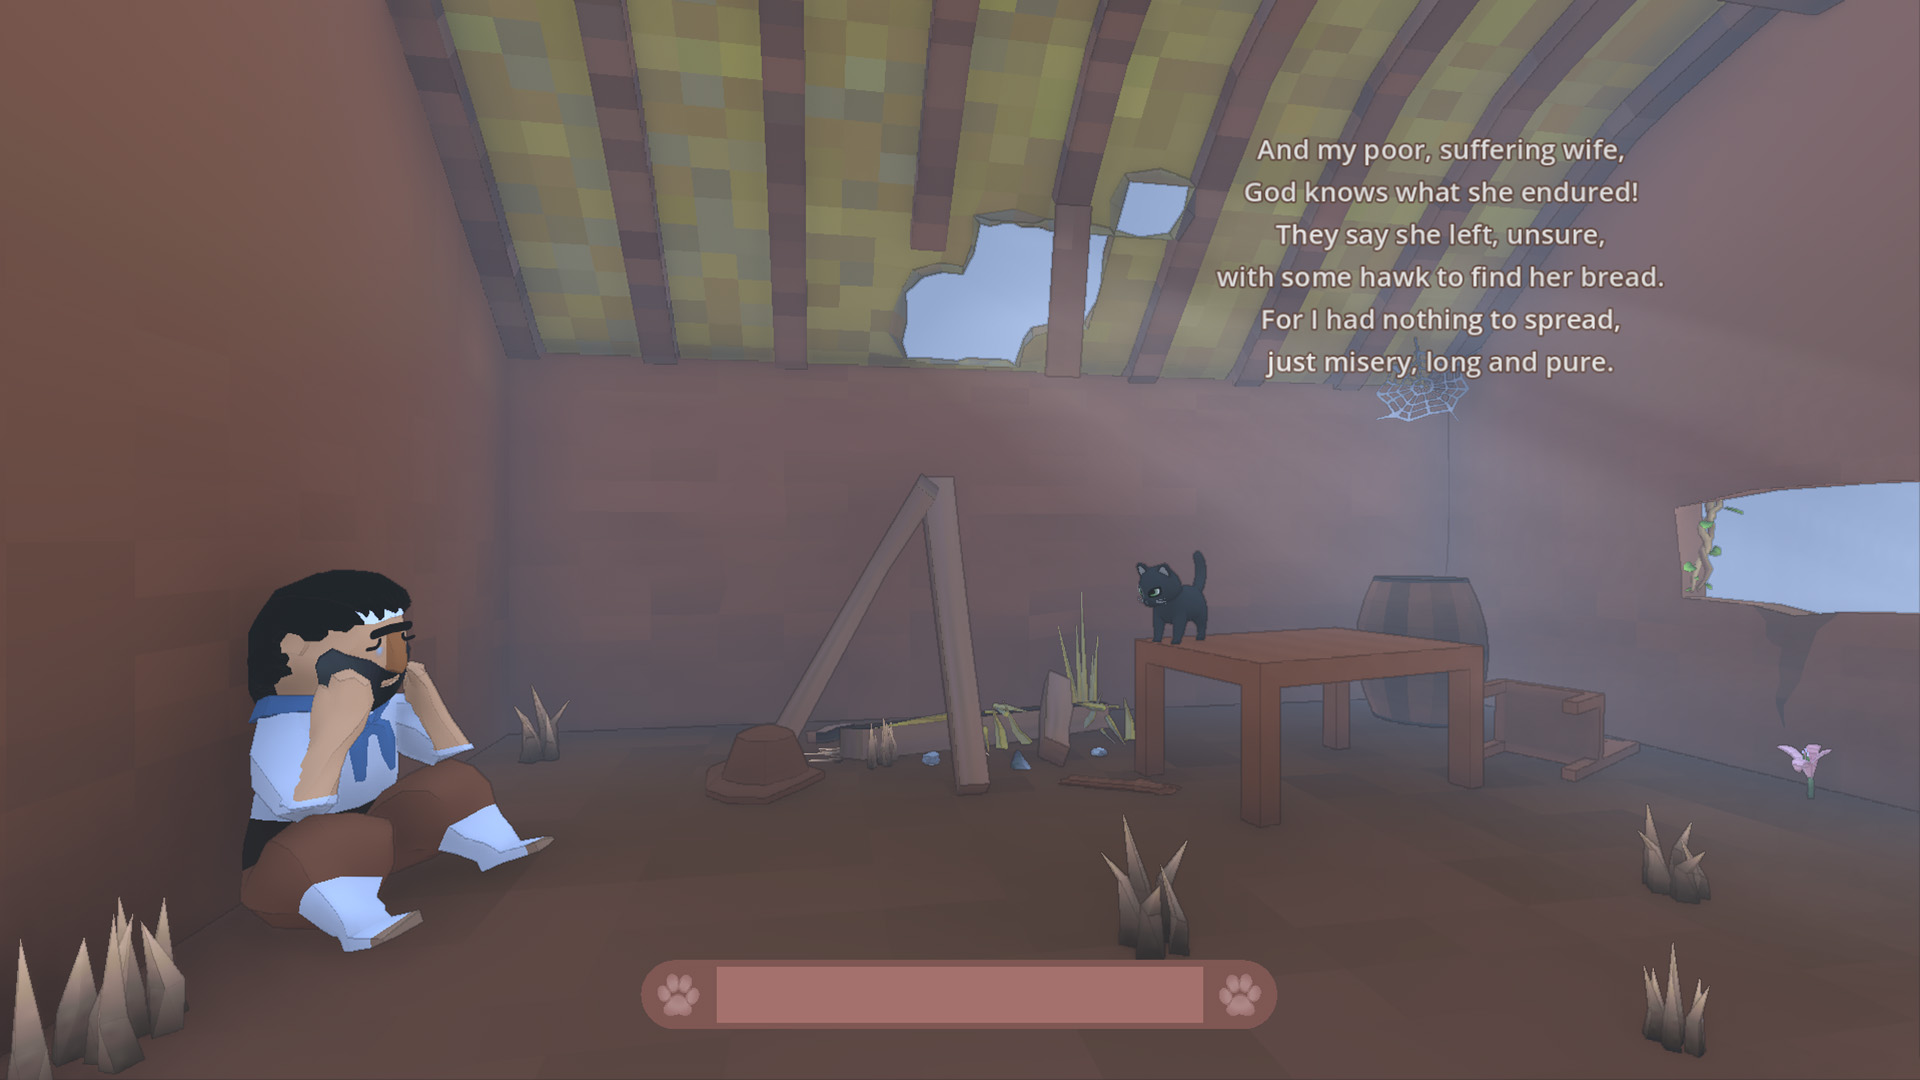 And my poor, suffering wife,
God knows what she endured!
They say she left, unsure,
with some hawk to find her bread.
For I had nothing to spread,
just misery, long and pure.